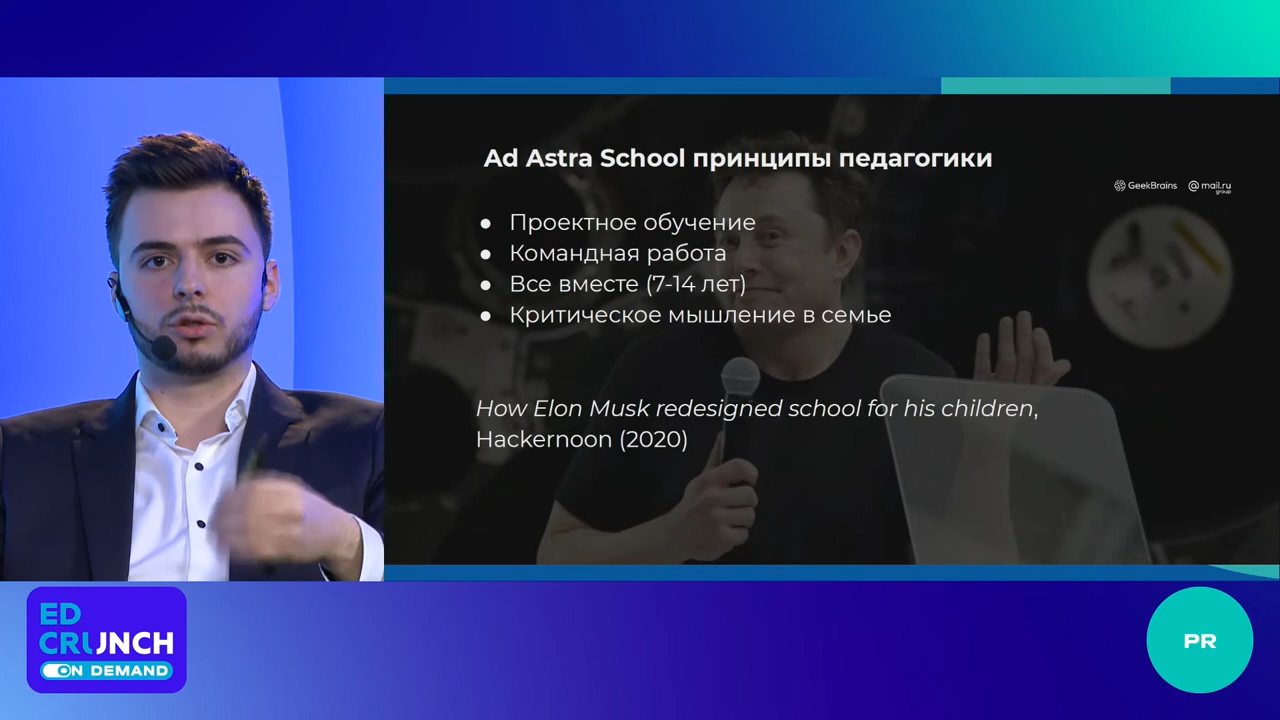 Ad Astra School принципы педагогики
GeekBrains @mail.ru
group
● Проектное обучение
● Командная работа
● Все вместе (7-14 лет)
● Критическое мышление в семье
How Elon Musk redesigned school for his children,
Hackernoon (2020)
ED
CRUNCH
ON DEMAND
PR